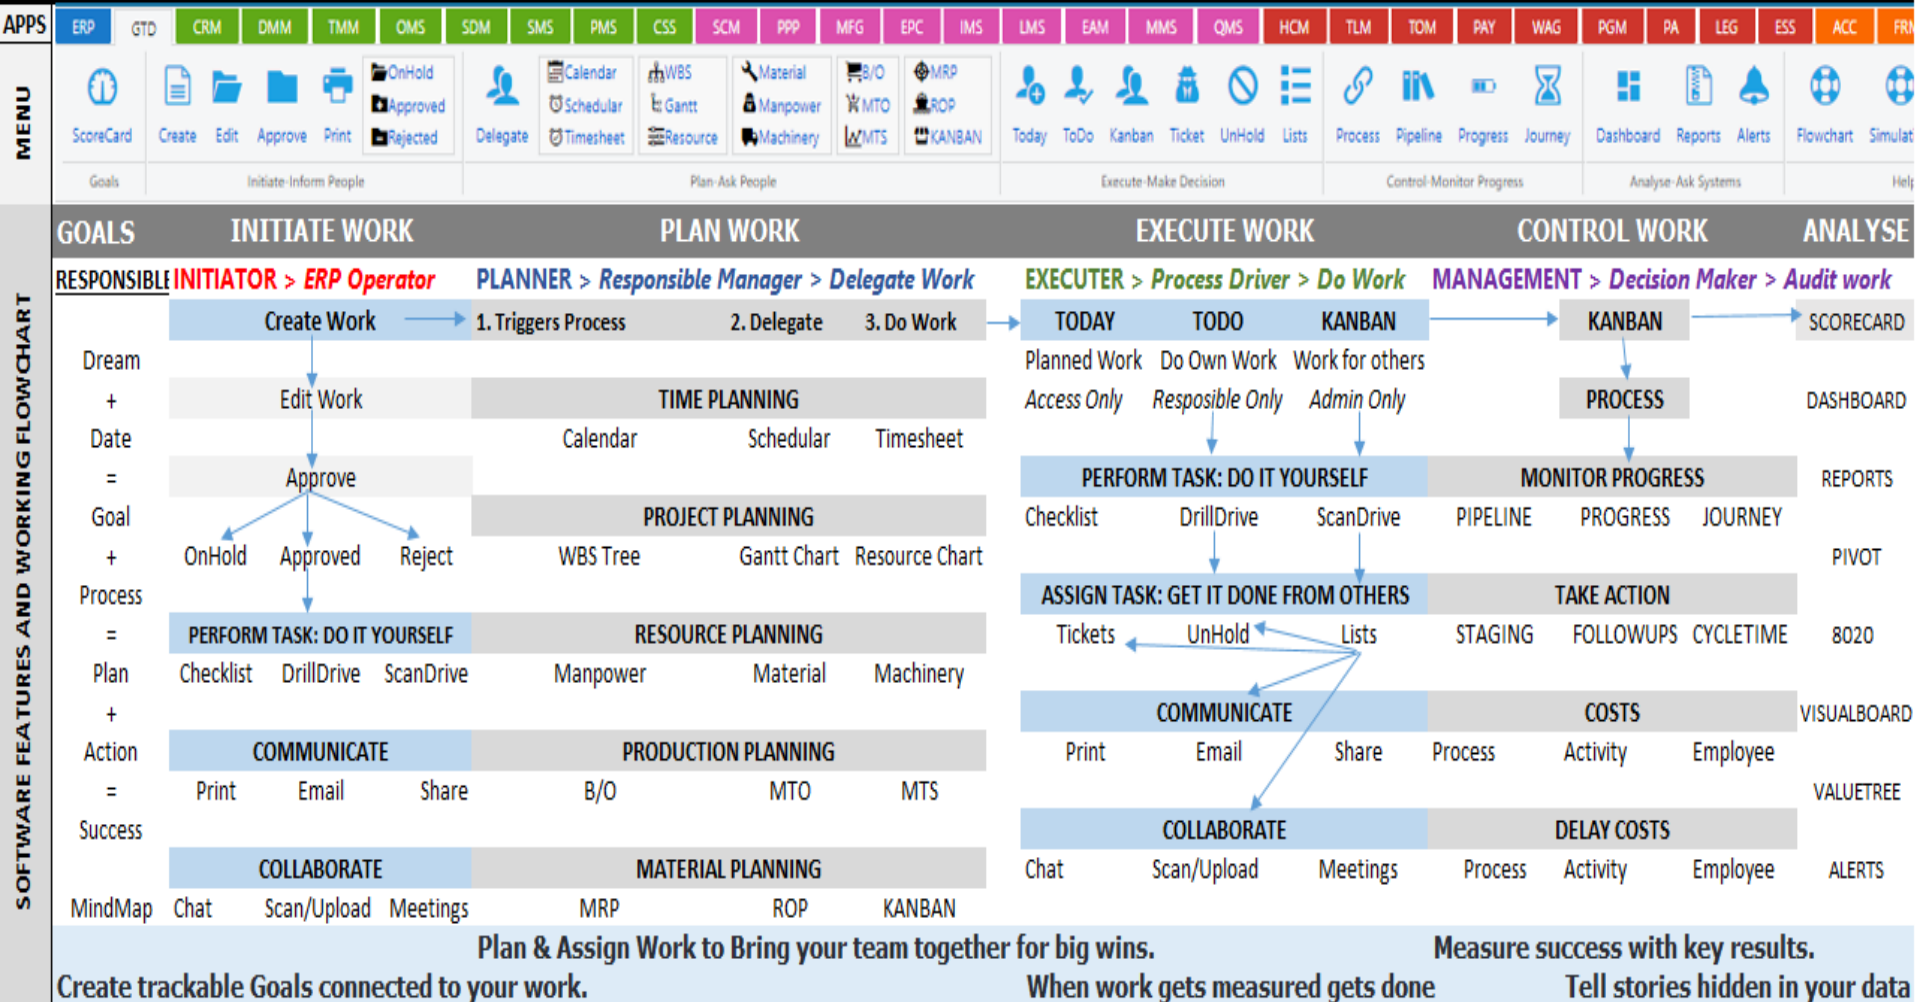 APPS ERP GTD CRM DMM TMM OMS SDM SMS PMS CSS SCM PPP MFG EPC IMS LMS EAM MMS QMS HCM TLM TOM PAY WAG PGM PA LEG ESS ACC FRM
MENU
OnHold Calendar WBS Material B/O MRP
Approved Schedular Gantt Manpower MTO ROP
Rejected Timesheet Resource Machinery MTS KANBAN
ScoreCard Create Edit Approve Print Delegate Today ToDo Kanban Ticket UnHold Lists Process Pipeline Progress Journey Dashboard Reports Alerts Flowchart Simulat
Goals Initiate-Inform People Plan-Ask People Execute-Make Decision Control-Monitor Progress Analyse-Ask Systems Help
SOFTWARE FEATURES AND WORKING FLOWCHART
GOALS INITIATE WORK PLAN WORK EXECUTE WORK CONTROL WORK ANALYSE
RESPONSIBLE INITIATOR > ERP Operator PLANNER > Responsible Manager > Delegate Work EXECUTER > Process Driver > Do Work MANAGEMENT > Decision Maker > Audit work
Create Work 1. Triggers Process 2. Delegate 3. Do Work TODAY TODO KANBAN KANBAN SCORECARD
Dream Planned Work Do Own Work Work for others
+ Edit Work TIME PLANNING Access Only Resposible Only Admin Only PROCESS DASHBOARD
Date Calendar Schedular Timesheet
= Approve PERFORM TASK: DO IT YOURSELF MONITOR PROGRESS REPORTS
Goal PROJECT PLANNING Checklist DrillDrive ScanDrive PIPELINE PROGRESS JOURNEY
+ OnHold Approved Reject WBS Tree Gantt Chart Resource Chart PIVOT
Process ASSIGN TASK: GET IT DONE FROM OTHERS TAKE ACTION
= PERFORM TASK: DO IT YOURSELF RESOURCE PLANNING Tickets UnHold Lists STAGING FOLLOWUPS CYCLETIME 8020
Plan Checklist DrillDrive ScanDrive Manpower Material Machinery
+ COMMUNICATE COSTS VISUALBOARD
Action COMMUNICATE PRODUCTION PLANNING Print Email Share Process Activity Employee
= Print Email Share B/O MTO MTS VALUETREE
Success COLLABORATE DELAY COSTS
COLLABORATE MATERIAL PLANNING Chat Scan/Upload Meetings Process Activity Employee ALERTS
MindMap Chat Scan/Upload Meetings MRP ROP KANBAN
Plan & Assign Work to Bring your team together for big wins. Measure success with key results.
Create trackable Goals connected to your work. When work gets measured gets done Tell stories hidden in your data